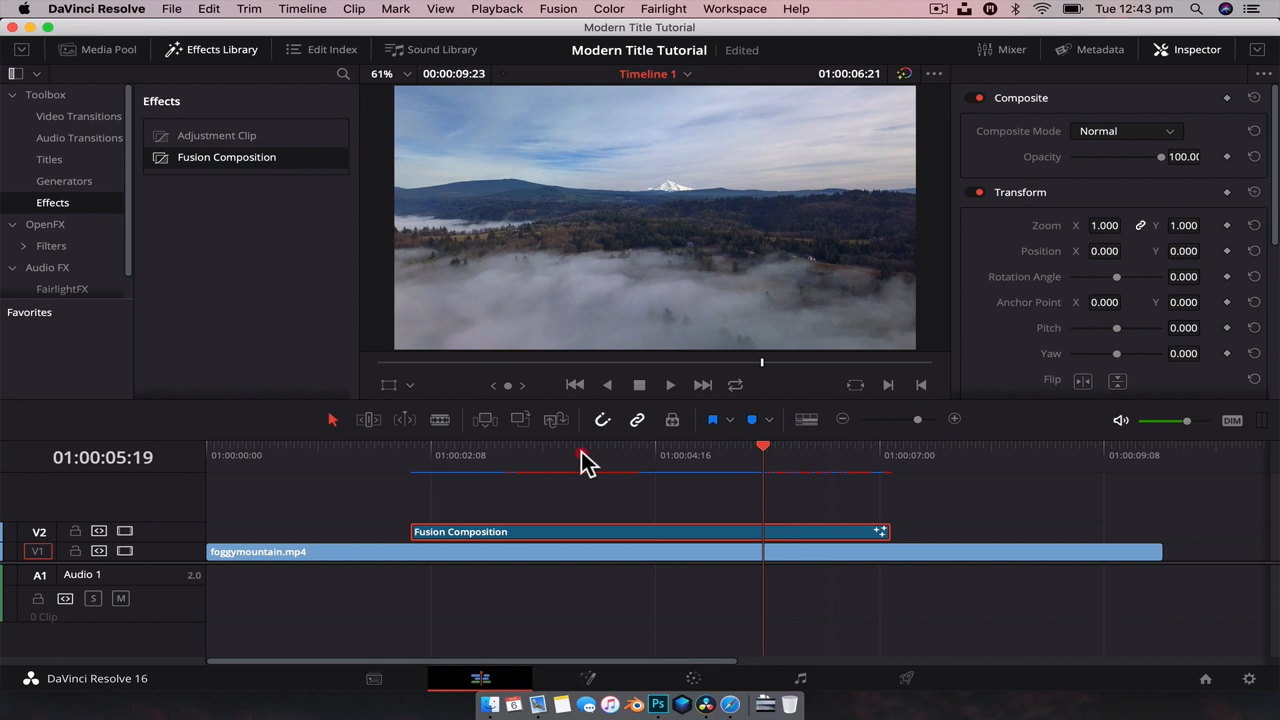 DaVinci Resolve File Edit Trim Timeline Clip Mark View Playback Fusion Color Fairlight Workspace Help Tue 12:43 pm
Modern Title Tutorial
Media Pool Effects Library Edit Index Sound Library Modern Title Tutorial Edited Mixer Metadata Inspector
61% 00:00:09:23 Timeline 1 01:00:06:21
Toolbox
Video Transitions
Audio Transitions
Titles
Generators
Effects
OpenFX
Filters
Audio FX
FairlightFX
Favorites
Effects
Adjustment Clip
Fusion Composition
Composite
Composite Mode Normal
Opacity 100.00
Transform
Zoom X 1.000 Y 1.000
Position X 0.000 Y 0.000
Rotation Angle 0.000
Anchor Point X 0.000 Y 0.000
Pitch 0.000
Yaw 0.000
Flip
DIM
01:00:05:19
01:00:00:00 01:00:02:08 01:00:04:16 01:00:07:00 01:00:09:08
V2 Fusion Composition
V1 foggymountain.mp4
A1 Audio 1 2.0
S M
0 Clip
DaVinci Resolve 16
6
Ps